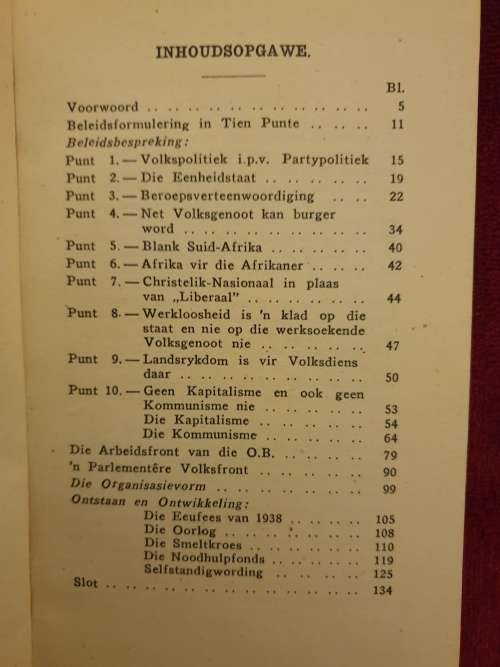 INHOUDSOPGAWE.
Bl.
Voorwoord .. .. .. .. .. .. .. .. .. .. .. .. 5
Beleidsformulering in Tien Punte .. .. .. 11
Beleidsbespreking:
Punt 1.—Volkspolitiek i.p.v. Partypolitiek 15
Punt 2.—Die Eenheidstaat .. .. .. .. .. 19
Punt 3.—Beroepsverteenwoordiging .. .. 22
Punt 4.—Net Volksgenoot kan burger
word .. .. .. .. .. .. .. .. .. 34
Punt 5.—Blank Suid-Afrika .. .. .. .. .. 40
Punt 6.—Afrika vir die Afrikaner .. .. .. 42
Punt 7.—Christelik-Nasionaal in plaas
van „Liberaal" .. .. .. .. .. .. 44
Punt 8.—Werkloosheid is 'n klad op die
staat en nie op die werksoekende
Volksgenoot nie .. .. .. .. .. 47
Punt 9.—Landsrykdom is vir Volksdiens
daar .. .. .. .. .. .. .. .. .. 50
Punt 10.—Geen Kapitalisme en ook geen
Kommunisme nie .. .. .. .. .. 53
Die Kapitalisme .. .. .. .. .. 54
Die Kommunisme .. .. .. .. .. 64
Die Arbeidsfront van die O.B. .. .. .. .. 79
'n Parlementêre Volksfront .. .. .. .. .. 90
Die Organisasievorm .. .. .. .. .. .. .. 99
Ontstaan en Ontwikkeling:
Die Eeufees van 1938 .. .. .. 105
Die Oorlog .. .. .. .. .. .. .. 108
Die Smeltkroes .. .. .. .. .. .. 110
Die Noodhulpfonds .. .. .. .. 119
Selfstandigwording .. .. .. .. 125
Slot .. .. .. .. .. .. .. .. .. .. .. .. .. .. 134